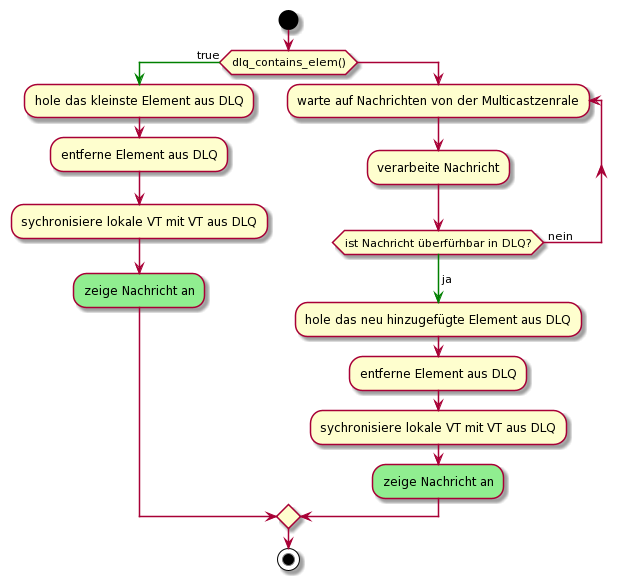 true
dlq_contains_elem()
hole das kleinste Element aus DLQ
entferne Element aus DLQ
sychronisiere lokale VT mit VT aus DLQ
zeige Nachricht an
warte auf Nachrichten von der Multicastzenrale
verarbeite Nachricht
ist Nachricht überfürhbar in DLQ?
nein
ja
hole das neu hinzugefügte Element aus DLQ
entferne Element aus DLQ
sychronisiere lokale VT mit VT aus DLQ
zeige Nachricht an